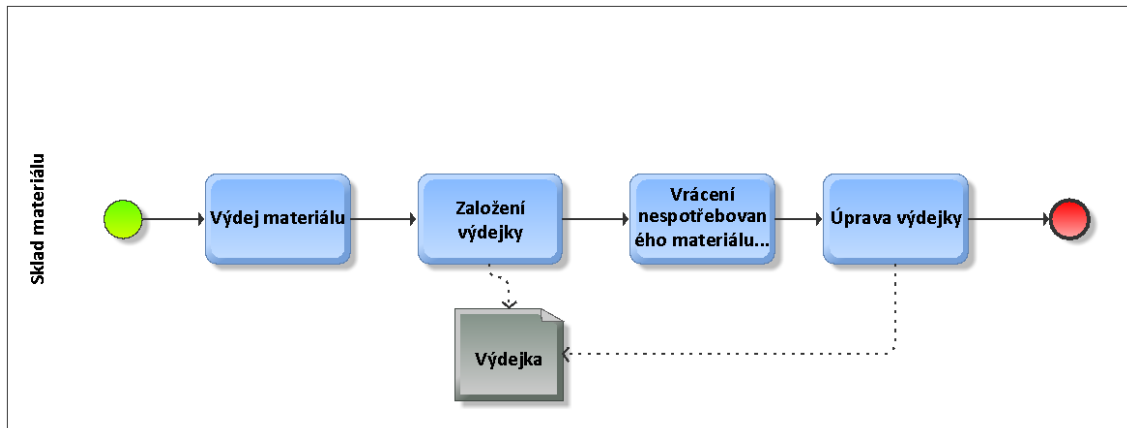 Sklad materiálu
Výdej materiálu
Založení
výdejky
Vrácení
nespotřebovan
ého materiálu...
Úprava výdejky
Výdejka